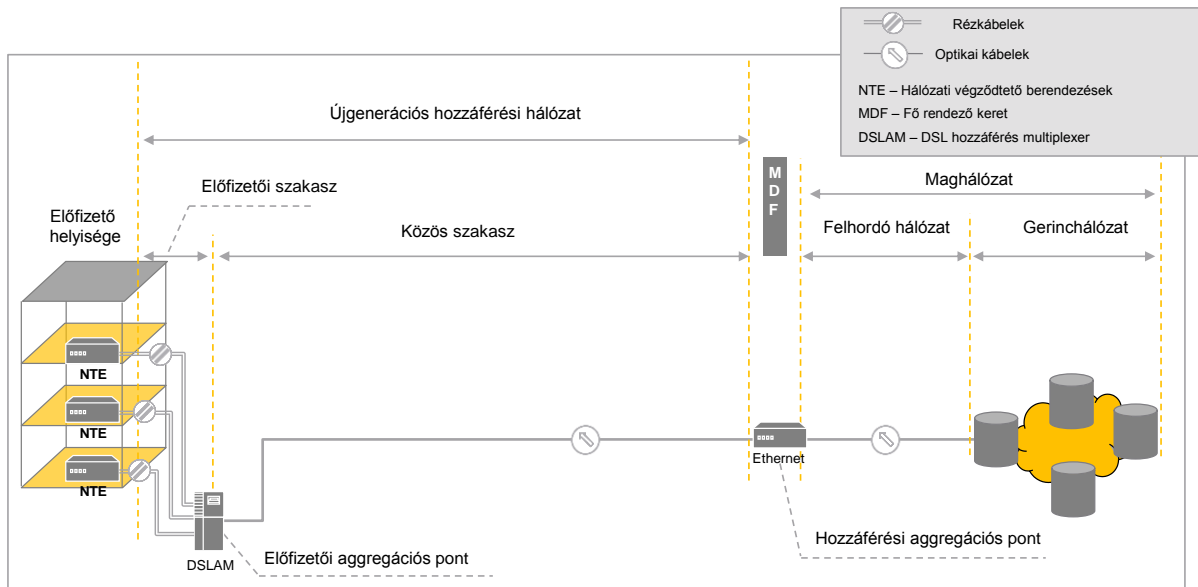 Rézkábelek
Optikai kábelek
NTE – Hálózati végződtető berendezések
MDF – Fő rendező keret
DSLAM – DSL hozzáférés multiplexer
Újgenerációs hozzáférési hálózat
MDF
Maghálózat
Előfizetői szakasz
Előfizető
helyisége
Közös szakasz
Felhordó hálózat
Gerinchálózat
NTE
NTE
NTE
Ethernet
DSLAM
Előfizetői aggregációs pont
Hozzáférési aggregációs pont